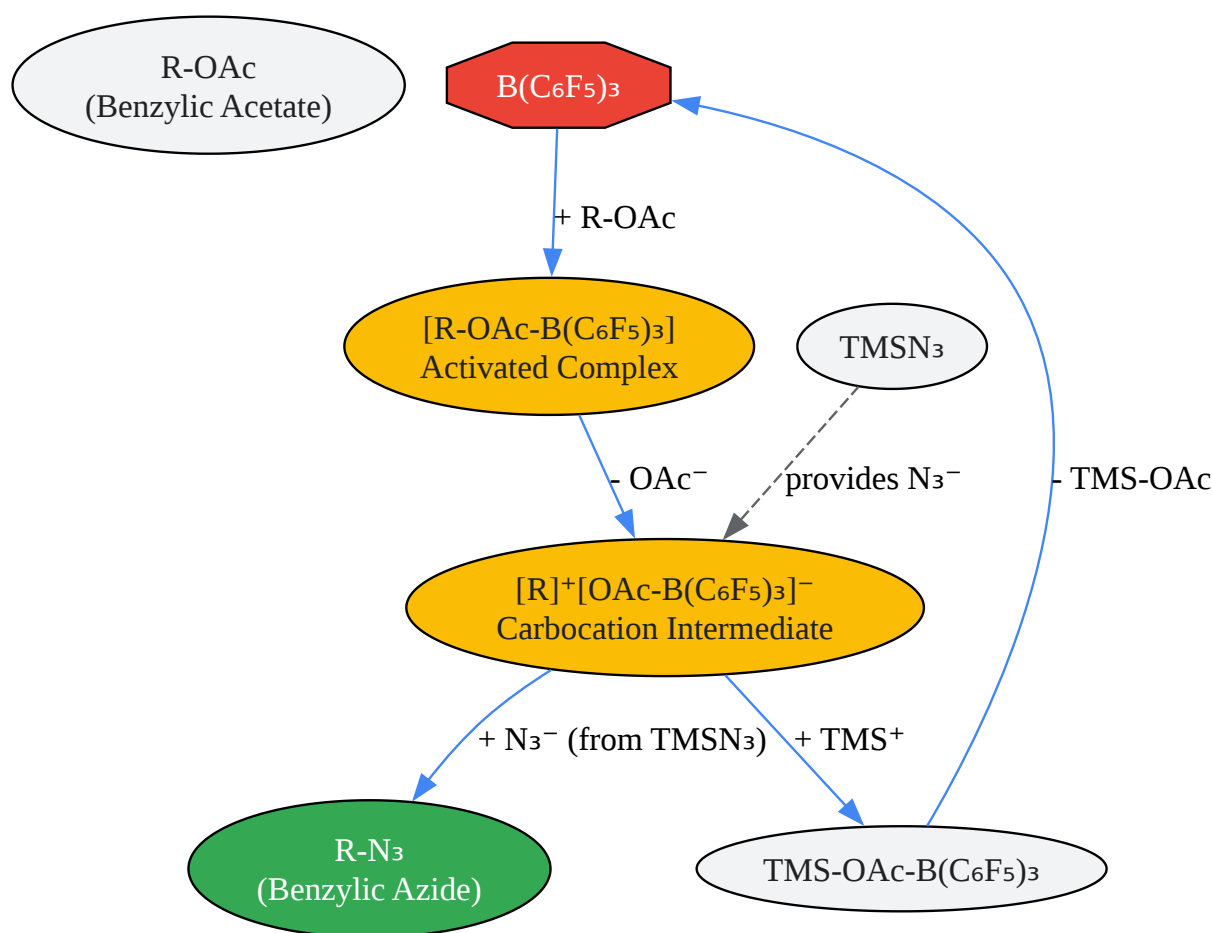 R-OAc
(Benzylic Acetate)
B(C₆F₅)₃
+ R-OAc
[R-OAc-B(C₆F₅)₃]
Activated Complex
TMSN₃
- OAc⁻
provides N₃⁻
- TMS-OAc
[R]⁺[OAc-B(C₆F₅)₃]⁻
Carbocation Intermediate
+ N₃⁻ (from TMSN₃)
+ TMS⁺
R-N₃
(Benzylic Azide)
TMS-OAc-B(C₆F₅)₃